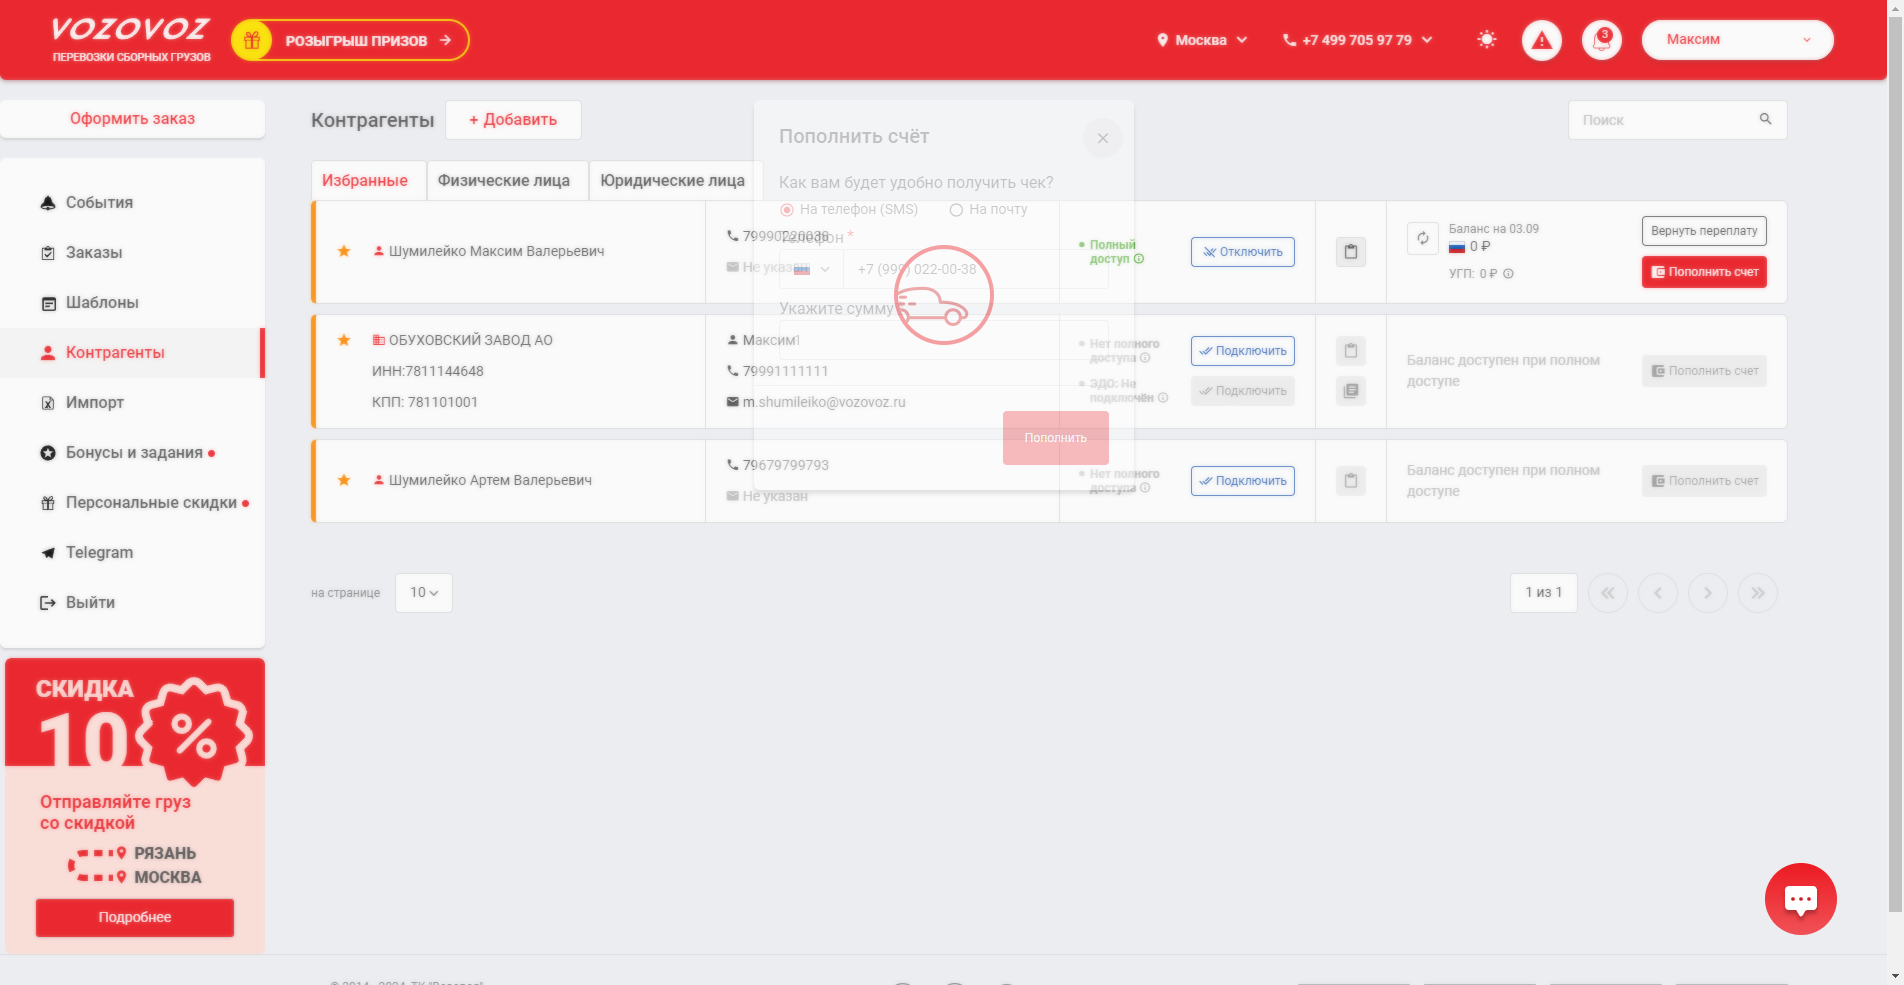 VOZOVOZ
ПЕРЕВОЗКИ СБОРНЫХ ГРУЗОВ
РОЗЫГРЫШ ПРИЗОВ
Москва
+7 499 705 97 79
3
Максим
Оформить заказ
События
Заказы
Шаблоны
Контрагенты
Импорт
Бонусы и задания
Персональные скидки
Telegram
Выйти
СКИДКА
10
%
Отправляйте груз
со скидкой
РЯЗАНЬ
МОСКВА
Подробнее
Контрагенты
+ Добавить
Поиск
Избранные
Физические лица
Юридические лица
Пополнить счёт
Как вам будет удобно получить чек?
На телефон (SMS)
На почту
Телефон *
+7 (999) 022-00-38
Укажите сумму
Пополнить
Шумилейко Максим Валерьевич
79990220038
Не указан
Полный
доступ
Отключить
Баланс на 03.09
0 ₽
УГП: 0 ₽
Вернуть переплату
Пополнить счет
ОБУХОВСКИЙ ЗАВОД АО
ИНН:7811144648
КПП: 781101001
Максим1
79991111111
m.shumileiko@vozovoz.ru
Нет полного
доступа
Подключить
ЭДО: Не
подключён
Подключить
Баланс доступен при полном
доступе
Пополнить счет
Шумилейко Артем Валерьевич
79679799793
Не указан
Нет полного
доступа
Подключить
Баланс доступен при полном
доступе
Пополнить счет
на странице
10
1 из 1
© 2014 - 2024 ТК "Возовоз"